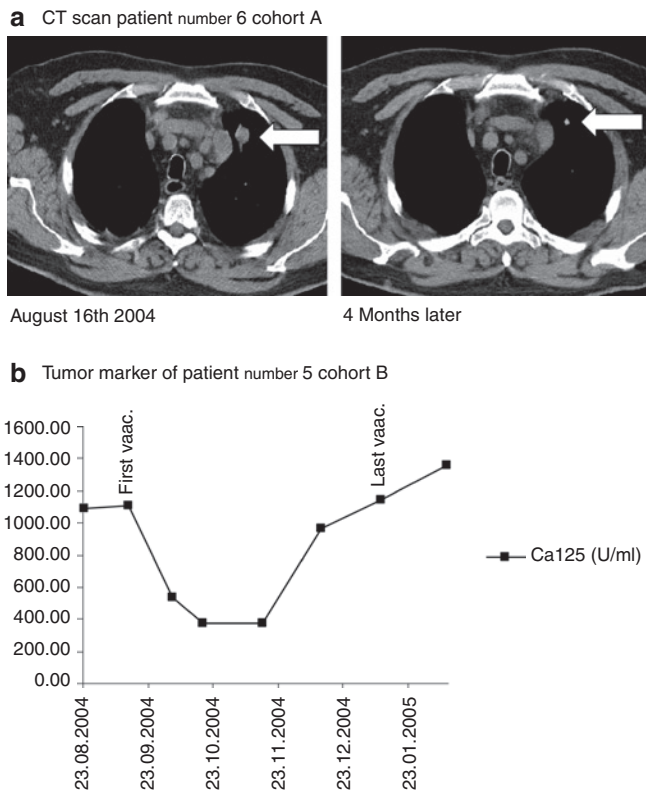 a CT scan patient number 6 cohort A
August 16th 2004
4 Months later
b Tumor marker of patient number 5 cohort B
First vaac.
Last vaac.
1600.00
1400.00
1200.00
1000.00
800.00
600.00
400.00
200.00
0.00
Ca125 (U/ml)
23.08.2004
23.09.2004
23.10.2004
23.11.2004
23.12.2004
23.01.2005